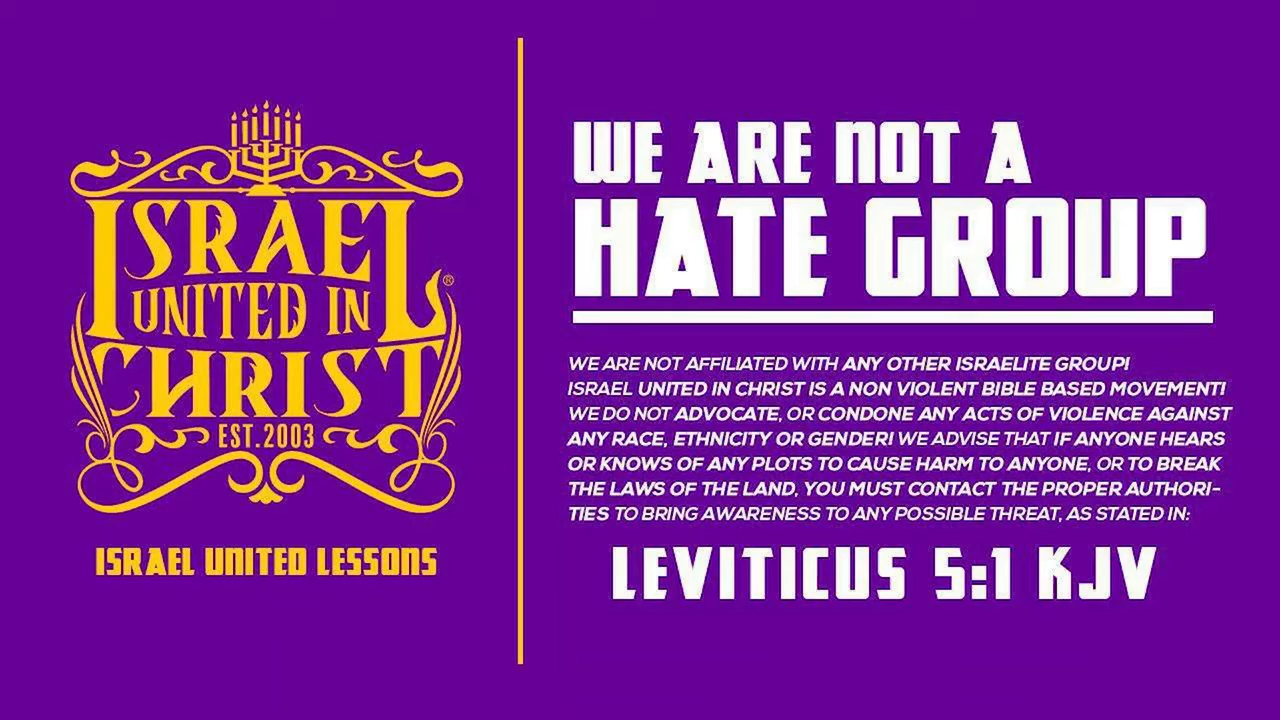 ISRAEL
UNITED IN
CHRIST
®
EST.2003
ISRAEL UNITED LESSONS
WE ARE NOT A
HATE GROUP
WE ARE NOT AFFILIATED WITH ANY OTHER ISRAELITE GROUP!
ISRAEL UNITED IN CHRIST IS A NON VIOLENT BIBLE BASED MOVEMENT!
WE DO NOT ADVOCATE, OR CONDONE ANY ACTS OF VIOLENCE AGAINST
ANY RACE, ETHNICITY OR GENDER! WE ADVISE THAT IF ANYONE HEARS
OR KNOWS OF ANY PLOTS TO CAUSE HARM TO ANYONE, OR TO BREAK
THE LAWS OF THE LAND, YOU MUST CONTACT THE PROPER AUTHORI-
TIES TO BRING AWARENESS TO ANY POSSIBLE THREAT, AS STATED IN:
LEVITICUS 5:1 KJV